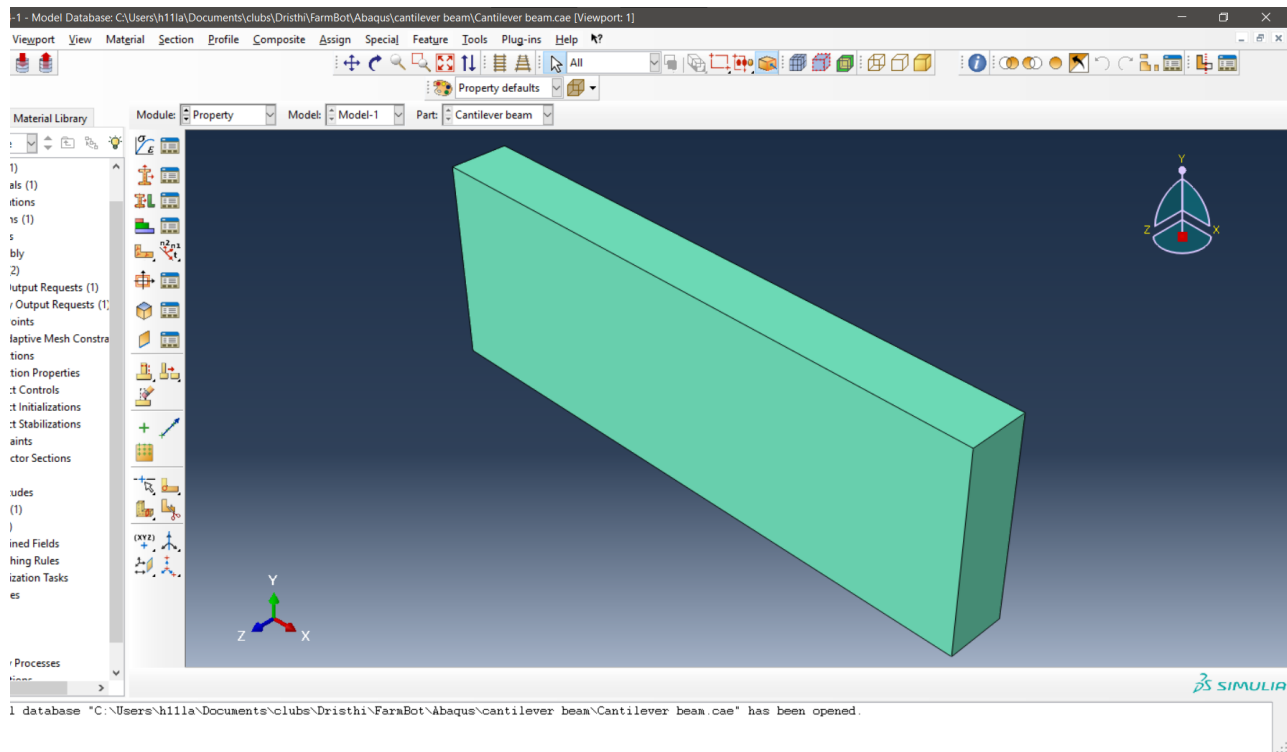 -1 - Model Database: C:\Users\h11la\Documents\clubs\Dristhi\FarmBot\Abaqus\cantilever beam\Cantilever beam.cae [Viewport: 1]
Viewport View Material Section Profile Composite Assign Special Feature Tools Plug-ins Help
All
Property defaults
Material Library
Module: Property Model: Model-1 Part: Cantilever beam
1)
als (1)
ations
ns (1)
s
bly
2)
Output Requests (1)
y Output Requests (1)
oints
daptive Mesh Constra
tions
tion Properties
ct Controls
ct Initializations
ct Stabilizations
aints
ctor Sections
udes
(1)
)
ined Fields
hing Rules
ization Tasks
es
y Processes
σ
ε
n2 n1
t
(XYZ)
Y
Z X
Y
Z X
SIMULIA
l database "C:\Users\h11la\Documents\clubs\Dristhi\FarmBot\Abaqus\cantilever beam\Cantilever beam.cae" has been opened.